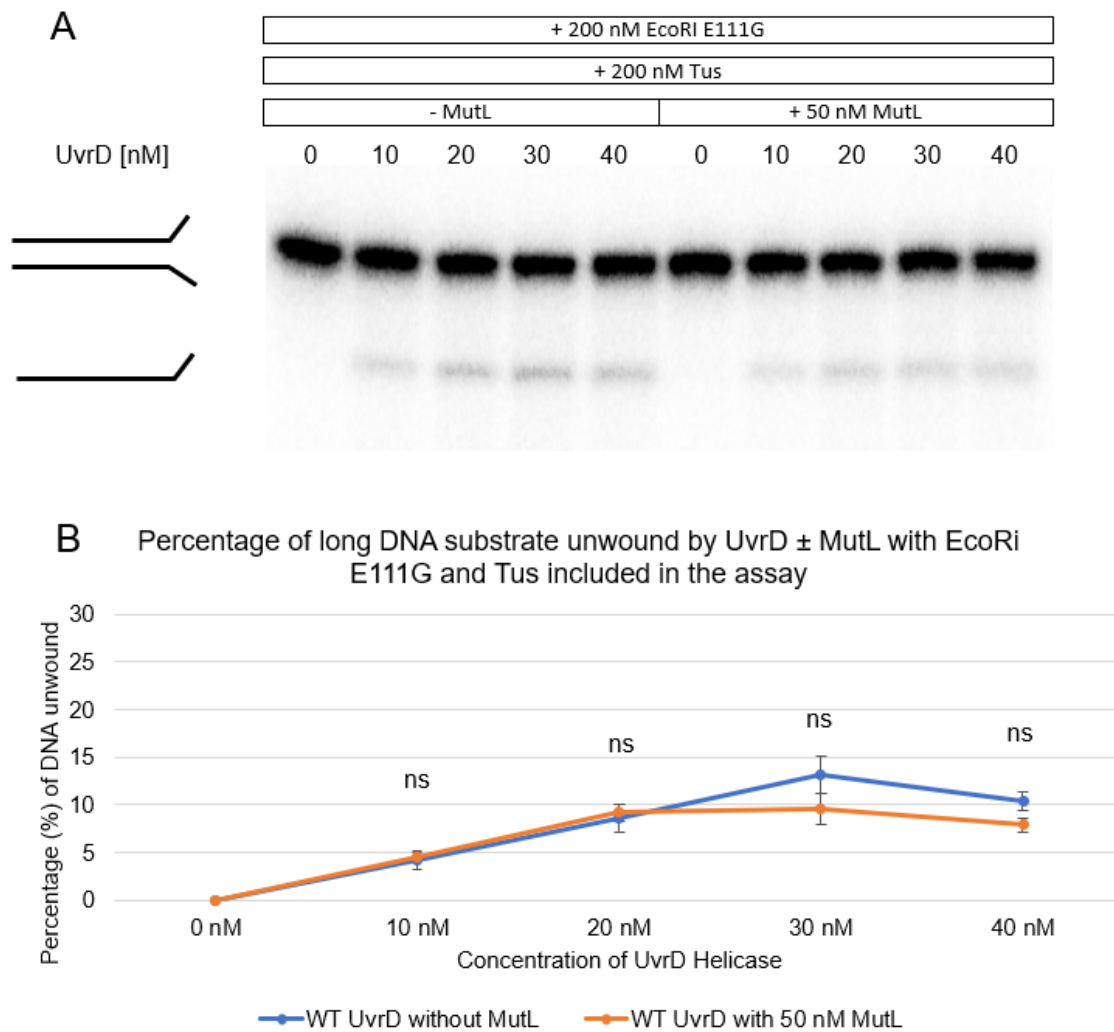 A
+ 200 nM EcoRI E111G
+ 200 nM Tus
- MutL + 50 nM MutL
UvrD [nM] 0 10 20 30 40 0 10 20 30 40
B Percentage of long DNA substrate unwound by UvrD ± MutL with EcoRi
E111G and Tus included in the assay
Percentage (%) of DNA unwound
30
25
20
15
10
5
0
ns ns ns ns
0 nM 10 nM 20 nM 30 nM 40 nM
Concentration of UvrD Helicase
WT UvrD without MutL WT UvrD with 50 nM MutL